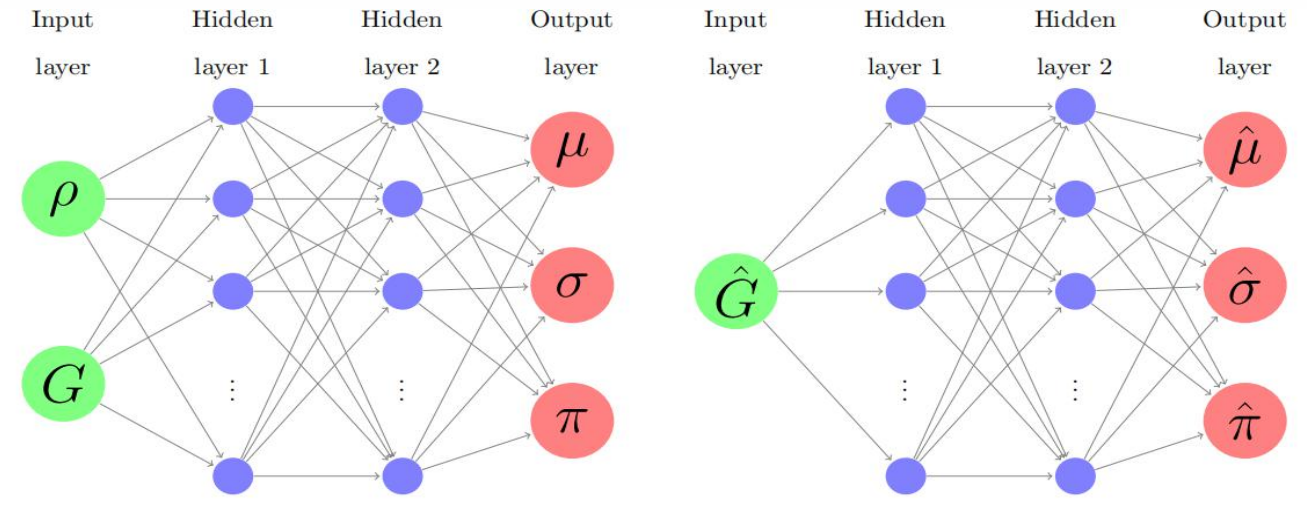 Input Hidden Hidden Output Input Hidden Hidden Output
layer layer 1 layer 2 layer layer layer 1 layer 2 layer
μ μ̂
ρ
σ Ĝ σ̂
G
⋮ ⋮ ⋮ ⋮
π π̂